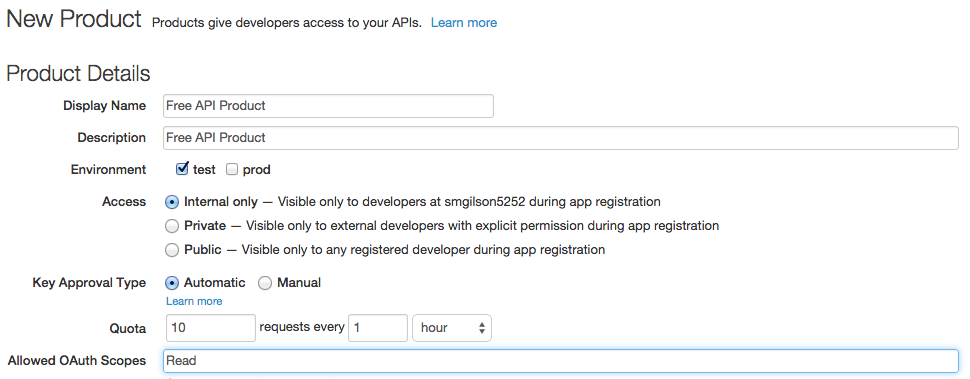 New Product Products give developers access to your APIs. Learn more
Product Details
Display Name Free API Product
Description Free API Product
Environment test prod
Access Internal only — Visible only to developers at smgilson5252 during app registration
Private — Visible only to external developers with explicit permission during app registration
Public — Visible only to any registered developer during app registration
Key Approval Type Automatic Manual
Learn more
Quota 10 requests every 1 hour
Allowed OAuth Scopes Read